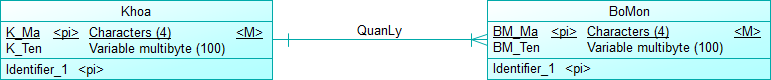 Khoa
K_Ma <pi> Characters (4) <M>
K_Ten Variable multibyte (100)
Identifier_1 <pi>
QuanLy
BoMon
BM_Ma <pi> Characters (4) <M>
BM_Ten Variable multibyte (100)
Identifier_1 <pi>